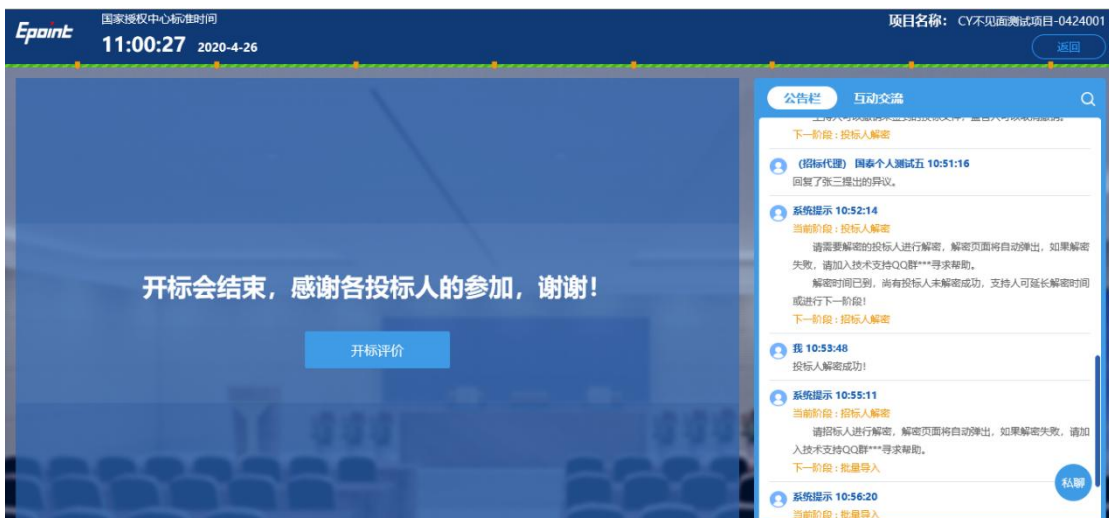 Epoint
国家授权中心标准时间
11:00:27 2020-4-26
项目名称： CY不见面测试项目-0424001
返回
开标会结束，感谢各投标人的参加，谢谢！
开标评价
公告栏 互动交流
下一阶段：投标人解密
（招标代理） 国泰个人测试五 10:51:16
回复了张三提出的异议。
系统提示 10:52:14
当前阶段：投标人解密
请需要解密的投标人进行解密，解密页面将自动弹出，如果解密
失败，请加入技术支持QQ群***寻求帮助。
解密时间已到，尚有投标人未解密成功，支持人可延长解密时间
或进行下一阶段！
下一阶段：招标人解密
我 10:53:48
投标人解密成功！
系统提示 10:55:11
当前阶段：招标人解密
请招标人进行解密，解密页面将自动弹出，如果解密失败，请加
入技术支持QQ群***寻求帮助。
下一阶段：批量导入
私聊
系统提示 10:56:20
当前阶段：批量导入